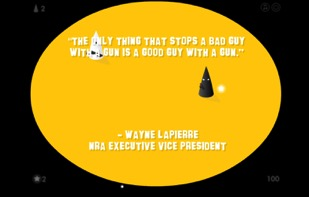 2
"THE ONLY THING THAT STOPS A BAD GUY
WITH A GUN IS A GOOD GUY WITH A GUN."
- WAYNE LAPIERRE
NRA EXECUTIVE VICE PRESIDENT
2
100